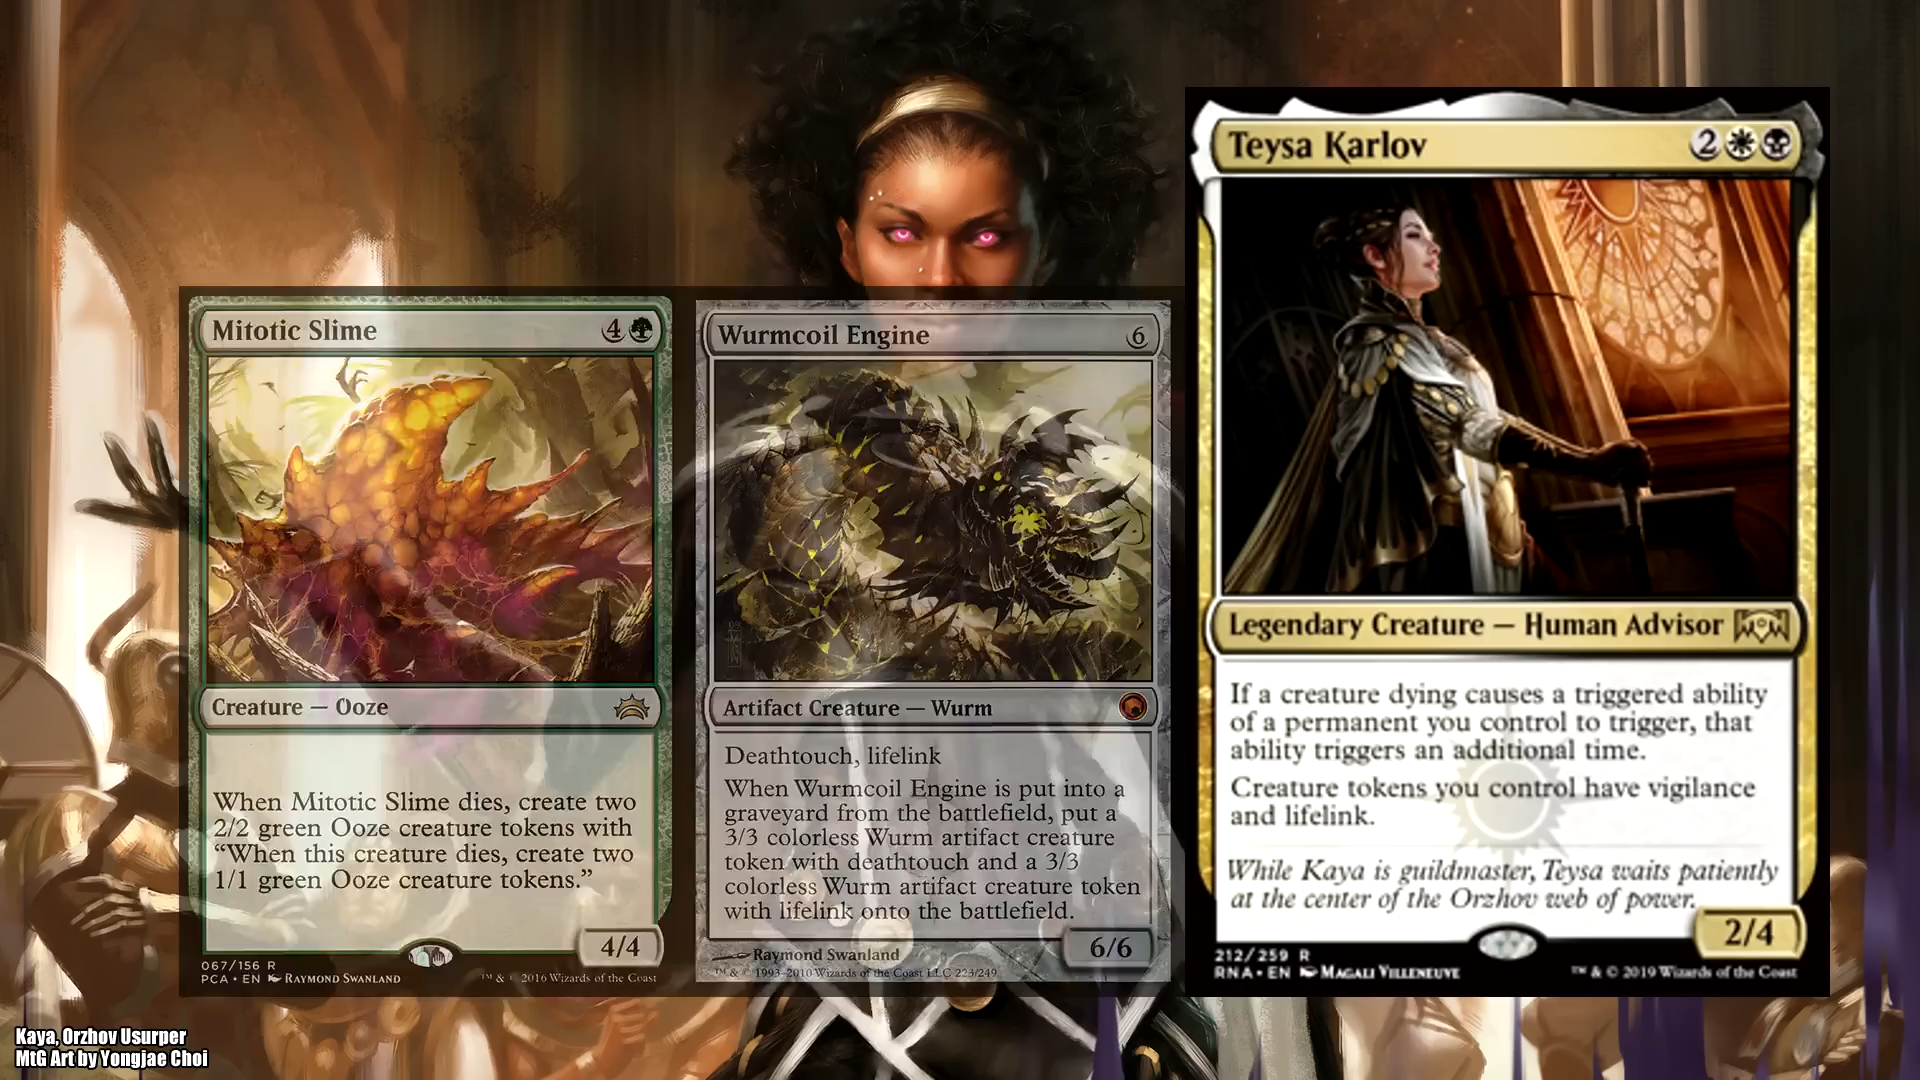 Mitotic Slime 4
Creature — Ooze
When Mitotic Slime dies, create two
2/2 green Ooze creature tokens with
“When this creature dies, create two
1/1 green Ooze creature tokens.”
4/4
067/156 R
PCA • EN RAYMOND SWANLAND
™ & © 2016 Wizards of the Coast
Wurmcoil Engine 6
Artifact Creature — Wurm
Deathtouch, lifelink
When Wurmcoil Engine is put into a
graveyard from the battlefield, put a
3/3 colorless Wurm artifact creature
token with deathtouch and a 3/3
colorless Wurm artifact creature token
with lifelink onto the battlefield.
Raymond Swanland
6/6
™ & © 1993–2010 Wizards of the Coast LLC 223/249
Teysa Karlov 2
Legendary Creature — Human Advisor
If a creature dying causes a triggered ability
of a permanent you control to trigger, that
ability triggers an additional time.
Creature tokens you control have vigilance
and lifelink.
While Kaya is guildmaster, Teysa waits patiently
at the center of the Orzhov web of power.
2/4
212/259 R
RNA • EN MAGALI VILLENEUVE
™ & © 2019 Wizards of the Coast
Kaya, Orzhov Usurper
MtG Art by Yongjae Choi